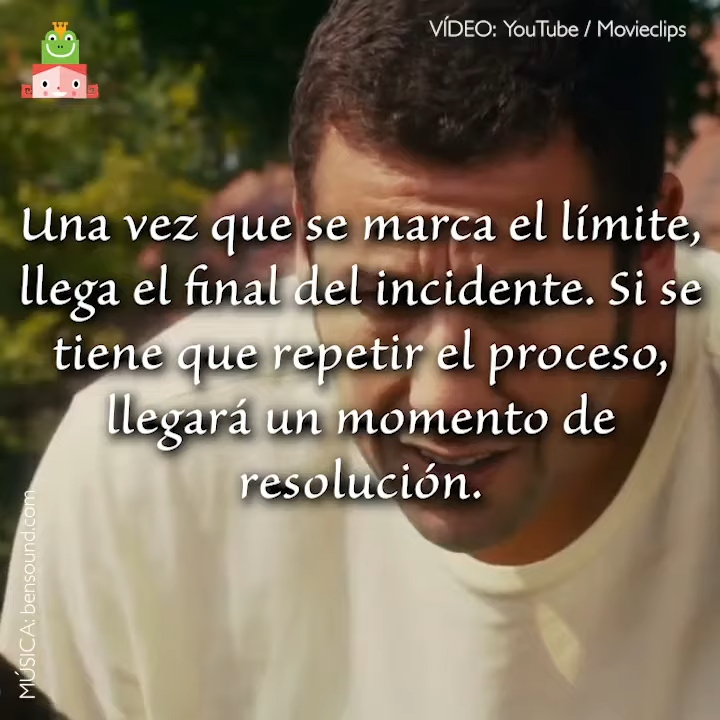 VÍDEO: YouTube / Movieclips
Una vez que se marca el límite,
llega el final del incidente. Si se
tiene que repetir el proceso,
llegará un momento de
resolución.
MÚSICA: bensound.com